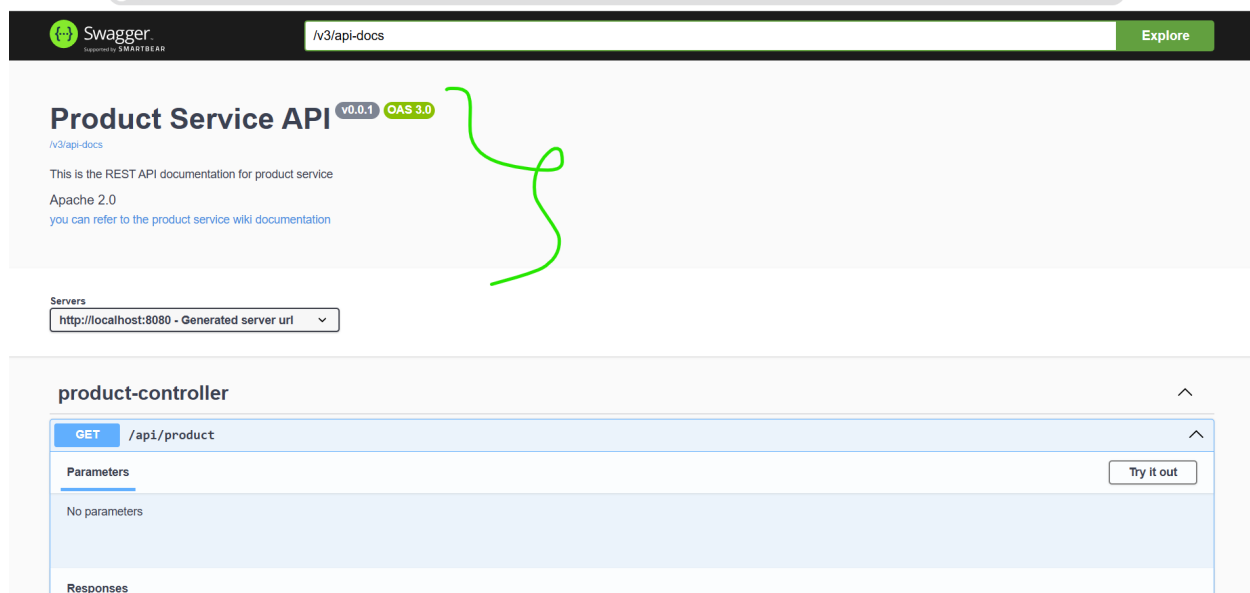 Swagger.
Supported by SMARTBEAR
/v3/api-docs
Explore
Product Service API v0.0.1 OAS 3.0
/v3/api-docs
This is the REST API documentation for product service
Apache 2.0
you can refer to the product service wiki documentation
Servers
http://localhost:8080 - Generated server url
product-controller
GET /api/product
Parameters
Try it out
No parameters
Responses